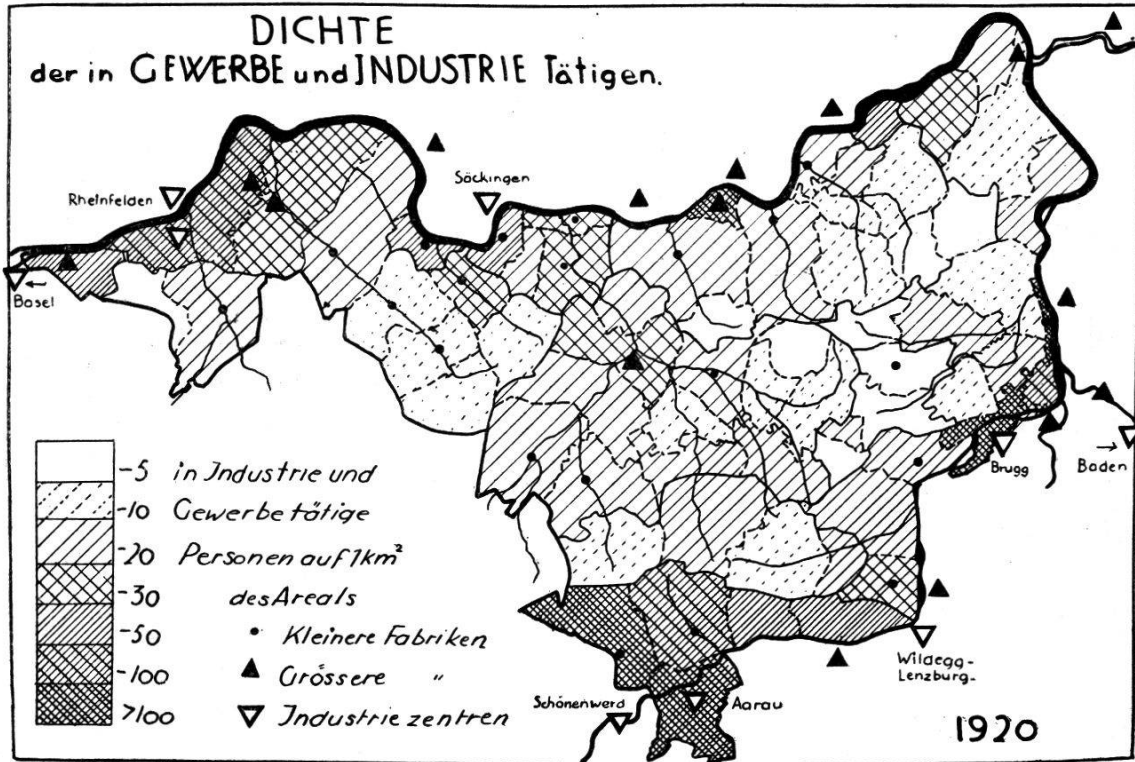 DICHTE
der in GEWERBE und INDUSTRIE Tätigen.
Rheinfelden
Säckingen
Basel
←
-5 in Industrie und
-10 Gewerbe tätige
-20 Personen auf 1 km²
-30 des Areals
-50 Kleinere Fabriken
-100 Grössere "
>100 Industriezentren
Brugg
→
Baden
Wildegg-
Lenzburg-
Schönenwerd
Aarau
1920